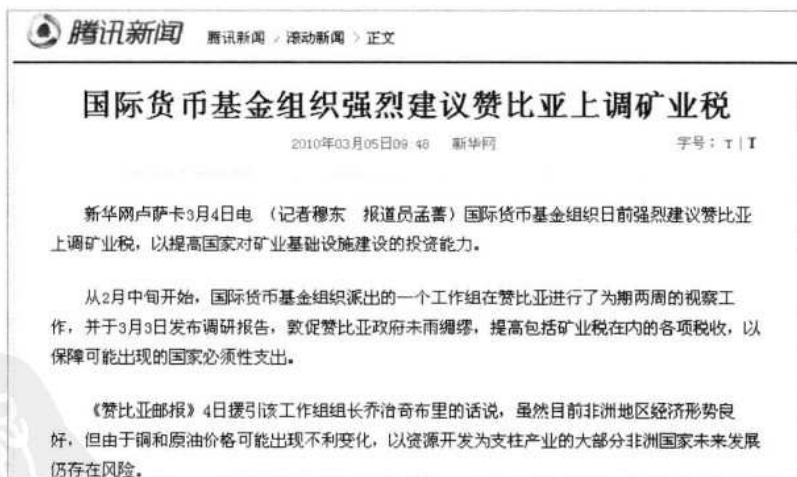 腾讯新闻 腾讯新闻 > 滚动新闻 > 正文
国际货币基金组织强烈建议赞比亚上调矿业税
2010年03月05日09:48 新华网 字号：T | T
新华网卢萨卡3月4日电 （记者穆东 报道员孟菁）国际货币基金组织日前强烈建议赞比亚
上调矿业税，以提高国家对矿业基础设施建设的投资能力。
从2月中旬开始，国际货币基金组织派出的一个工作组在赞比亚进行了为期两周的视察工
作，并于3月3日发布调研报告，敦促赞比亚政府未雨绸缪，提高包括矿业税在内的各项税收，以
保障可能出现的国家必须性支出。
《赞比亚邮报》4日援引该工作组组长乔治奇布里的话说，虽然目前非洲地区经济形势良
好，但由于铜和原油价格可能出现不利变化，以资源开发为支柱产业的大部分非洲国家未来发展
仍存在风险。